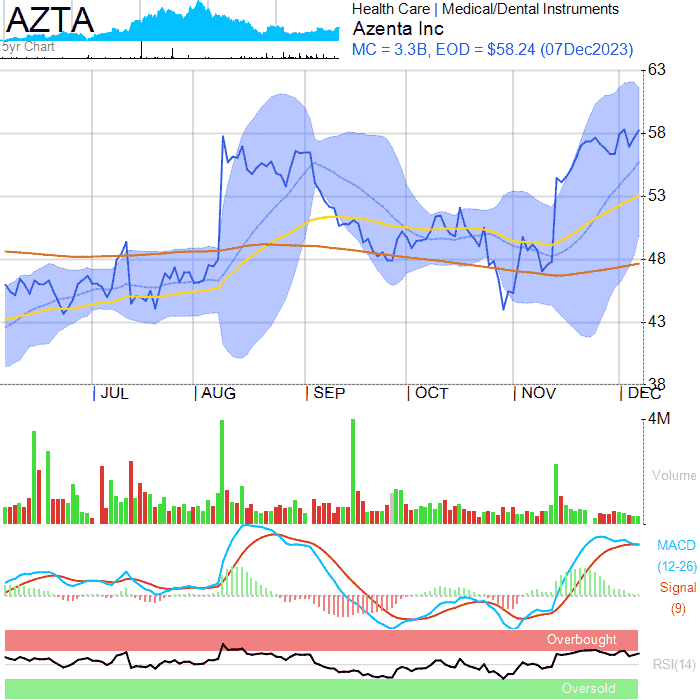 AZTA
5yr Chart
Health Care | Medical/Dental Instruments
Azenta Inc
MC = 3.3B, EOD = $58.24 (07Dec2023)
63
58
53
48
43
38
JUL AUG SEP OCT NOV DEC
4M
Volume
MACD
(12-26)
Signal
(9)
Overbought
RSI(14)
Oversold